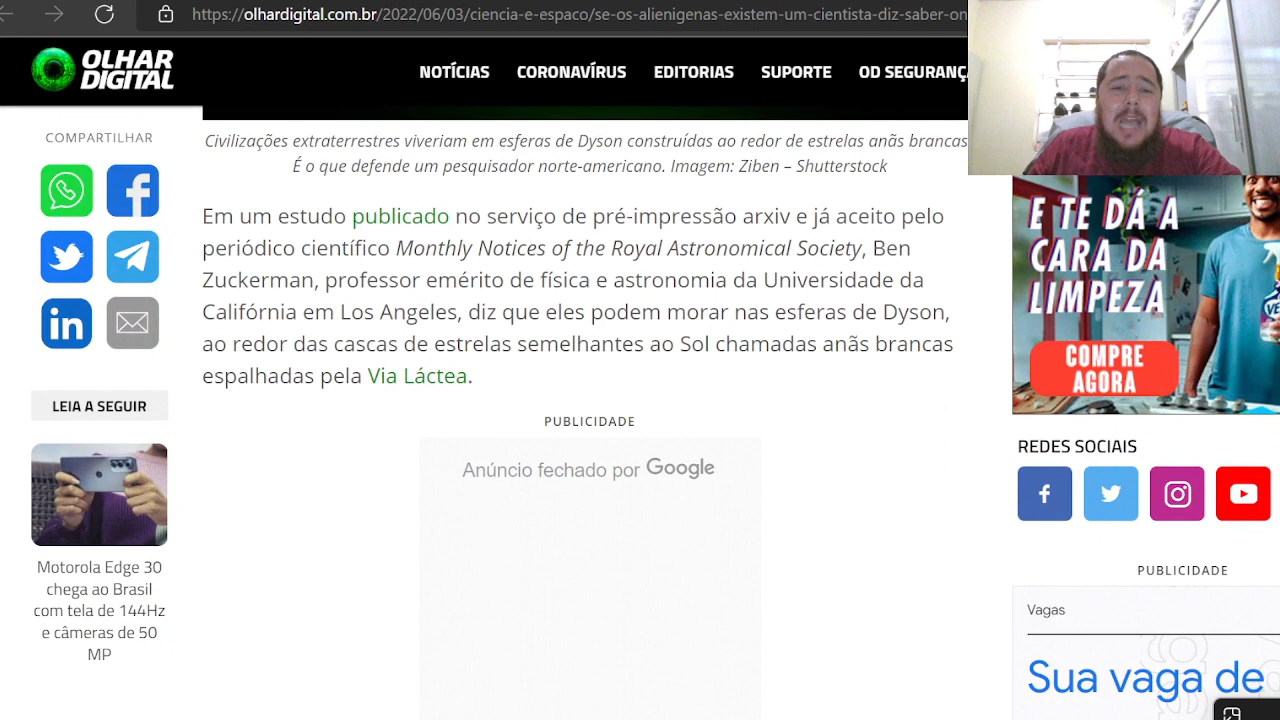 https://olhardigital.com.br/2022/06/03/ciencia-e-espaco/se-os-alienigenas-existem-um-cientista-diz-saber-on
OLHAR
DIGITAL
NOTÍCIAS CORONAVÍRUS EDITORIAS SUPORTE OD SEGURANÇA
COMPARTILHAR
Civilizações extraterrestres viveriam em esferas de Dyson construídas ao redor de estrelas anãs brancas
É o que defende um pesquisador norte-americano. Imagem: Ziben – Shutterstock
Em um estudo publicado no serviço de pré-impressão arxiv e já aceito pelo
periódico científico Monthly Notices of the Royal Astronomical Society, Ben
Zuckerman, professor emérito de física e astronomia da Universidade da
Califórnia em Los Angeles, diz que eles podem morar nas esferas de Dyson,
ao redor das cascas de estrelas semelhantes ao Sol chamadas anãs brancas
espalhadas pela Via Láctea.
LEIA A SEGUIR
Motorola Edge 30
chega ao Brasil
com tela de 144Hz
e câmeras de 50
MP
PUBLICIDADE
Anúncio fechado por Google
E TE DÁ A
CARA DA
LIMPEZA
COMPRE
AGORA
REDES SOCIAIS
PUBLICIDADE
Vagas
Sua vaga de